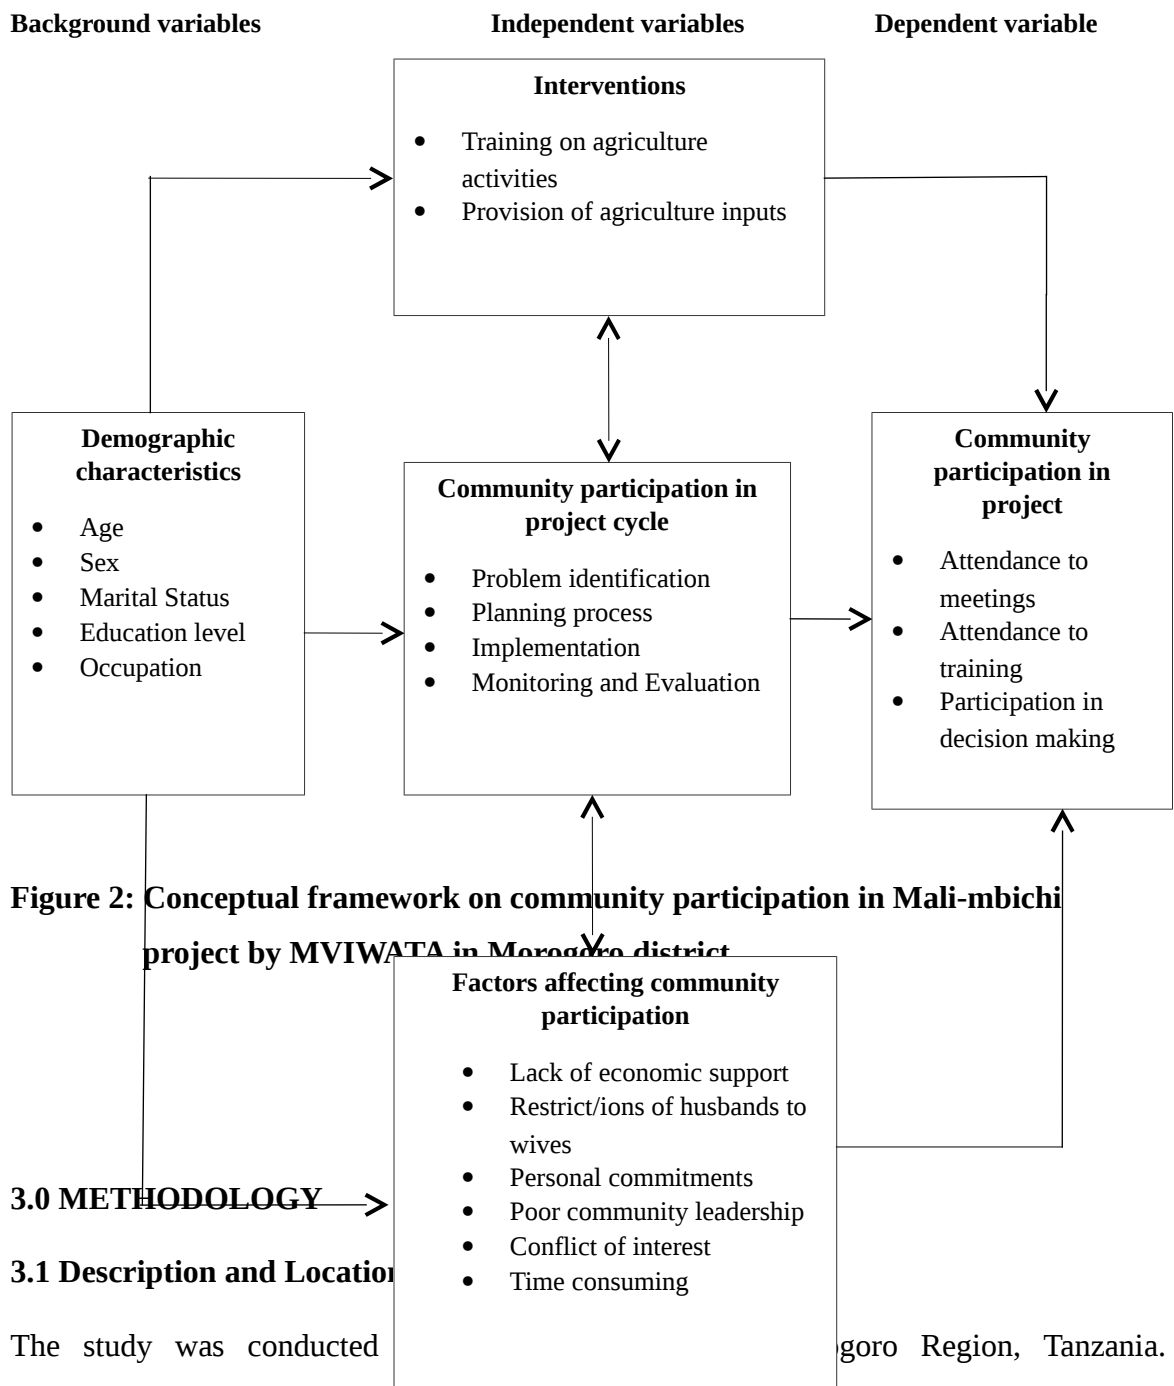 Background variables Independent variables Dependent variable
Interventions
• Training on agriculture
activities
• Provision of agriculture inputs
Demographic
characteristics
• Age
• Sex
• Marital Status
• Education level
• Occupation
Community participation in
project cycle
• Problem identification
• Planning process
• Implementation
• Monitoring and Evaluation
Community
participation in
project
• Attendance to
meetings
• Attendance to
training
• Participation in
decision making
Figure 2: Conceptual framework on community participation in Mali-mbichi
project by MVIWATA in Morogoro district
Factors affecting community
participation
• Lack of economic support
• Restrict/ions of husbands to
wives
• Personal commitments
• Poor community leadership
• Conflict of interest
• Time consuming
3.0 METHODOLOGY
3.1 Description and Location
The study was conducted goro Region, Tanzania.